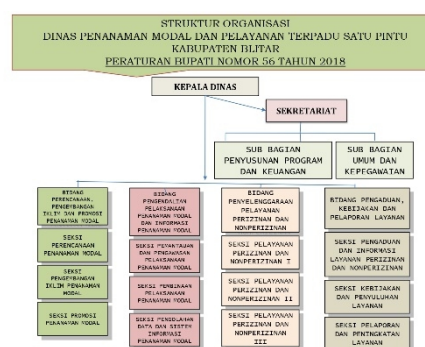 STRUKTUR ORGANISASI
DINAS PENANAMAN MODAL DAN PELAYANAN TERPADU SATU PINTU
KABUPATEN BLITAR
PERATURAN BUPATI NOMOR 56 TAHUN 2018
KEPALA DINAS
SEKRETARIAT
SUB BAGIAN
PENYUSUNAN PROGRAM
DAN KEUANGAN
SUB BAGIAN
UMUM DAN
KEPEGAWATAN
BIDANG
PERENCANAAN,
PENGEMBANGAN
IKLIM DAN PROMOSI
PENANAMAN MODAL
SEKSI
PERENCANAAN
PENANAMAN MODAL
SEKSI
PENGEMBANGAN
IKLIM PENANAMAN
MODAL
SEKSI PROMOSI
PENANAMAN MODAL
BIDANG
PENGENDALIAN
PELAKSANAAN
PENANAMAN MODAL
DAN INFORMASI
PENANAMAN MODAL
SEKSI PEMANTAUAN
DAN PENGAWASAN
PELAKSANAAN
PENANAMAN MODAL
SEKSI PEMBINAAN
PELAKSANAAN
PENANAMAN MODAL
SEKSI PENGOLAHAN
DATA DAN SISTEM
INFORMASI
PENANAMAN MODAL
BIDANG
PENYELENGGARAAN
PELAYANAN
PERIZINAN DAN
NONPERIZINAN
SEKSI PELAYANAN
PERIZINAN DAN
NONPERIZINAN I
SEKSI PELAYANAN
PERIZINAN DAN
NONPERIZINAN II
SEKSI PELAYANAN
PERIZINAN DAN
NONPERIZINAN
III
BIDANG PENGADUAN,
KEBIJAKAN DAN
PELAPORAN LAYANAN
SEKSI PENGADUAN
DAN INFORMASI
LAYANAN PERIZINAN
DAN NONPERIZINAN
SEKSI KEBIJAKAN
DAN PENYULUHAN
LAYANAN
SEKSI PELAPORAN
DAN PENINGKATAN
LAYANAN